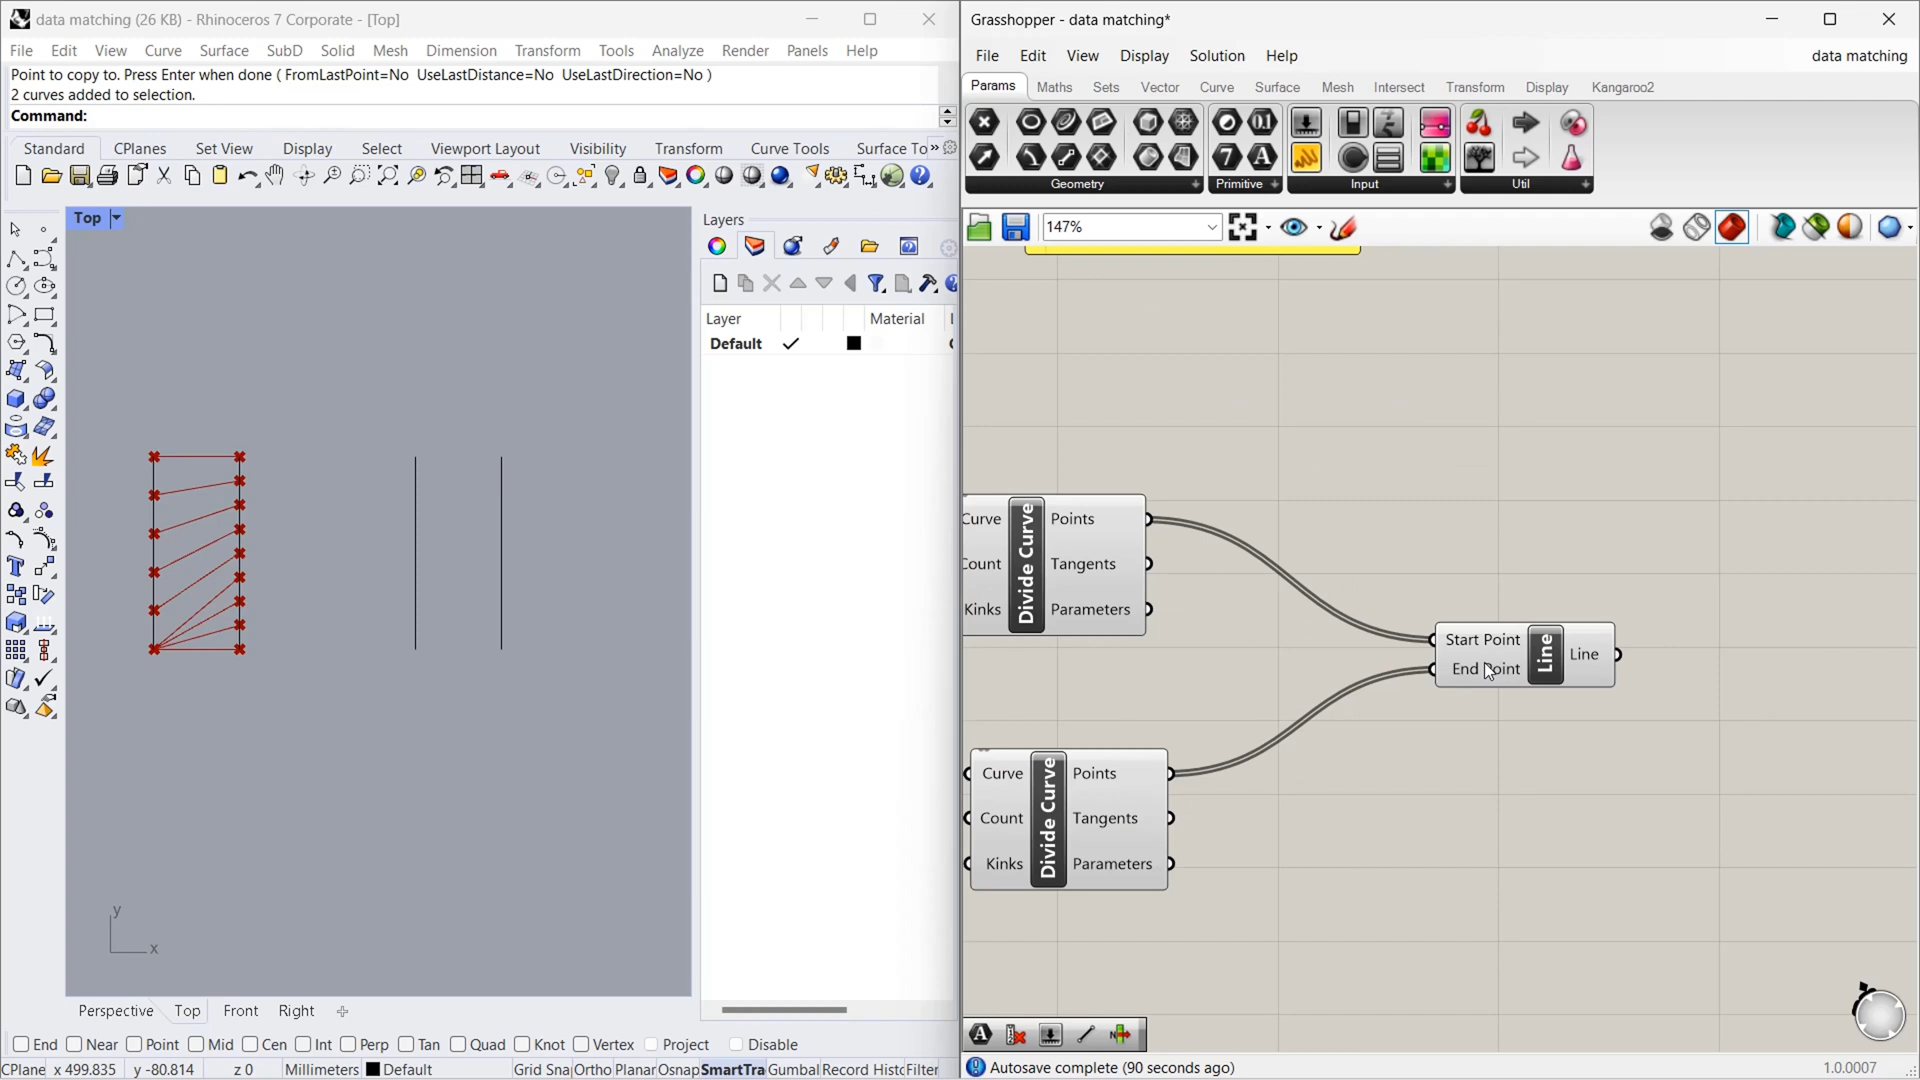 data matching (26 KB) - Rhinoceros 7 Corporate - [Top]
File Edit View Curve Surface SubD Solid Mesh Dimension Transform Tools Analyze Render Panels Help
Point to copy to. Press Enter when done ( FromLastPoint=No UseLastDistance=No UseLastDirection=No )
2 curves added to selection.
Command:
Standard CPlanes Set View Display Select Viewport Layout Visibility Transform Curve Tools Surface To »
Top
Layers
Layer Material
Default
y
x
Perspective Top Front Right
End Near Point Mid Cen Int Perp Tan Quad Knot Vertex Project Disable
CPlane x 499.835 y -80.814 z 0 Millimeters Default Grid Sna Ortho Planar Osnap SmartTra Gumbal Record Histo Filter
Grasshopper - data matching*
File Edit View Display Solution Help data matching
Params Maths Sets Vector Curve Surface Mesh Intersect Transform Display Kangaroo2
Geometry Primitive Input Util
147%
Curve Points
Count Tangents
Kinks Parameters
Divide Curve
Start Point
End Point
Line
Line
Curve Points
Count Tangents
Kinks Parameters
Divide Curve
Autosave complete (90 seconds ago) 1.0.0007